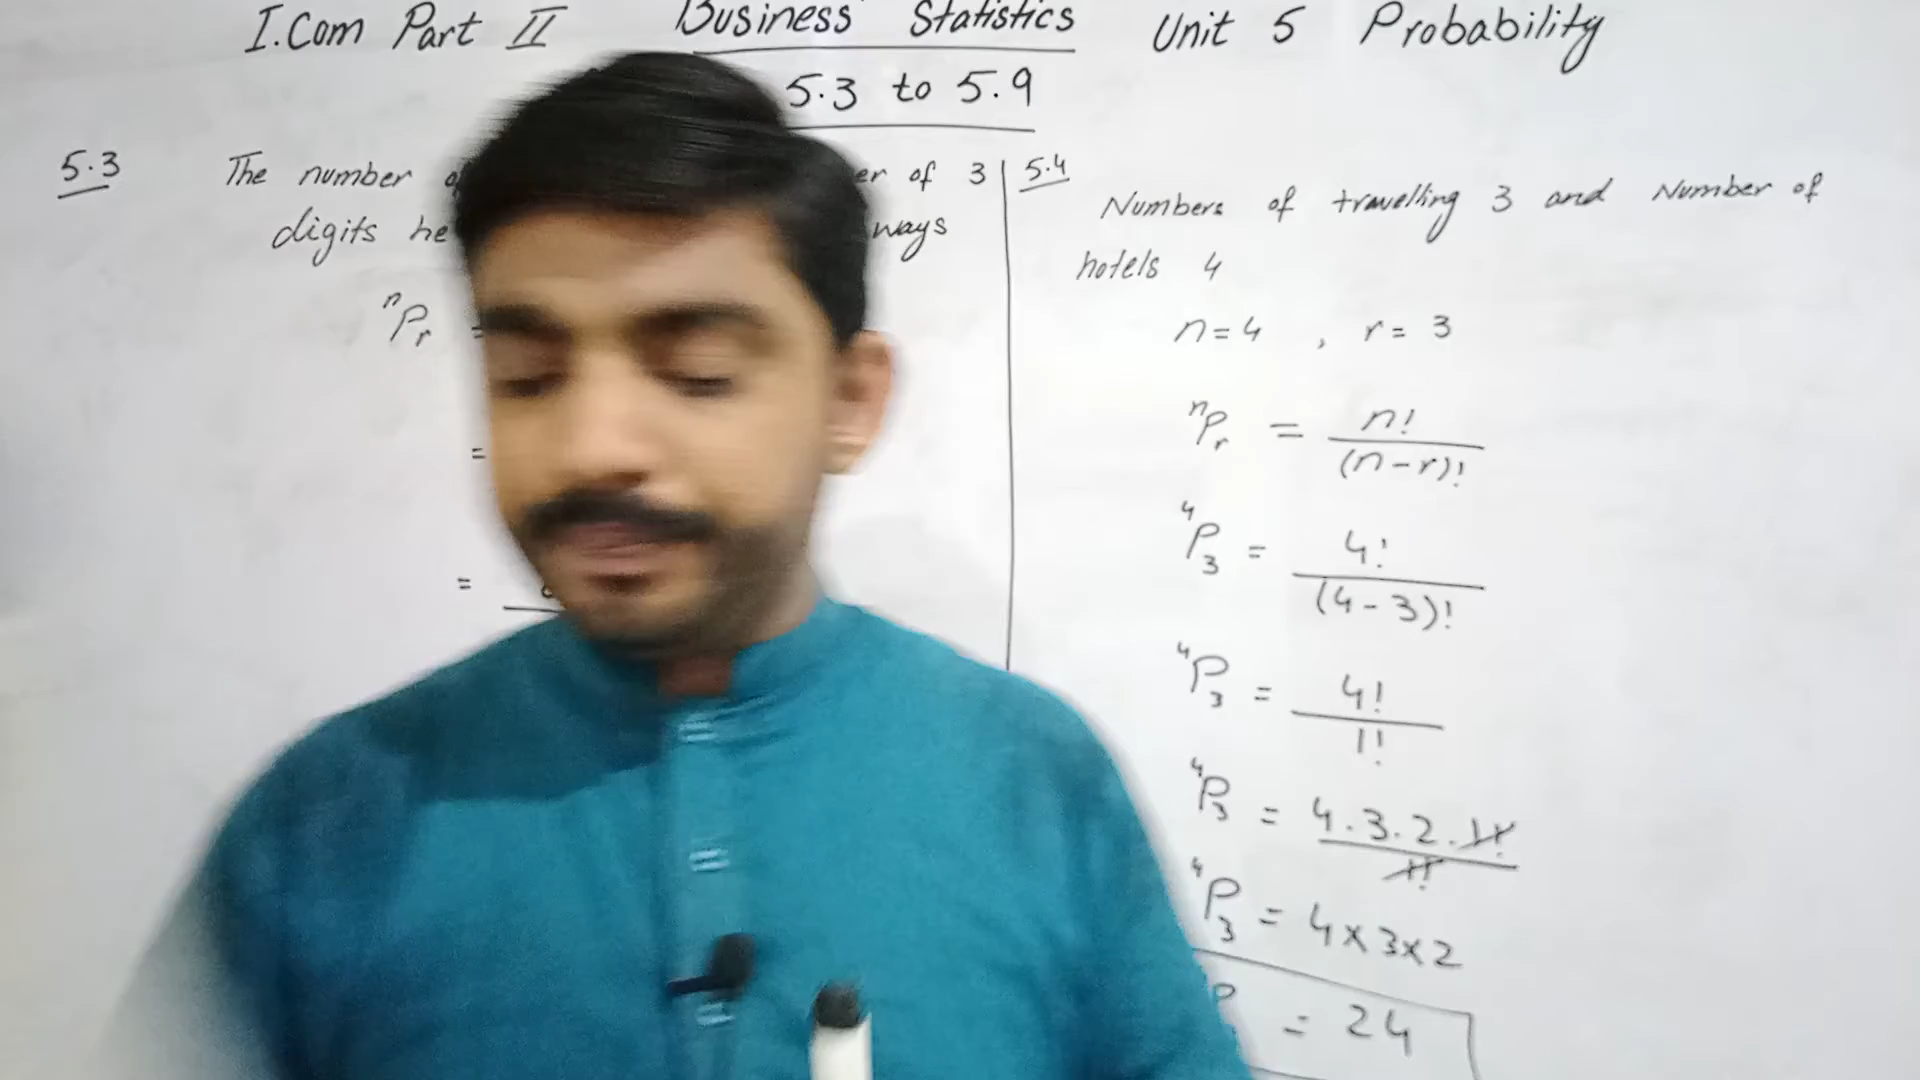 I.Com Part II Business Statistics Unit 5 Probability
5.3 to 5.9
5.3 The number of 3
digits ways
nPr
=
=
5.4
Numbers of travelling 3 and Number of
hotels 4
n=4 , r= 3
nPr = n! / (n-r)!
4P3 = 4! / (4-3)!
4P3 = 4! / 1!
4P3 = 4.3.2.1! / 1!
4P3 = 4x3x2
P = 24